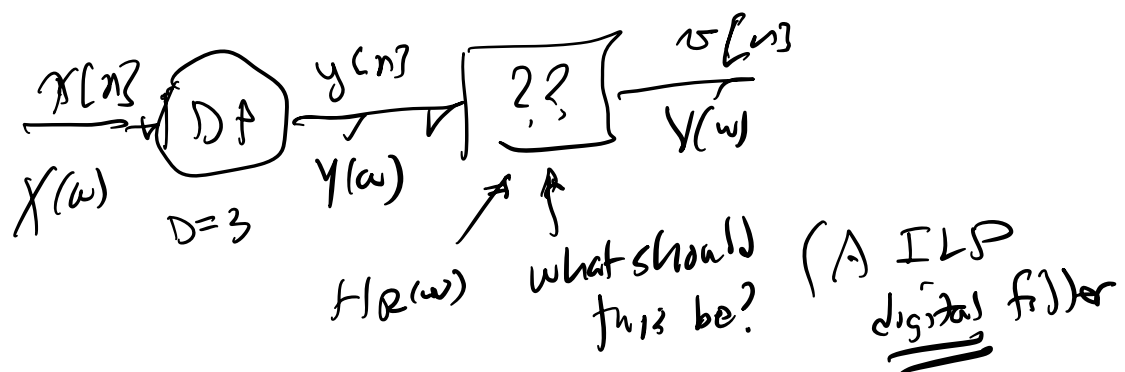 x[n]
X(ω)
DP
D=3
y[n]
Y(ω)
??
v[n]
V(ω)
H_R(ω)
what should
this be?
(A ILP
digital filter